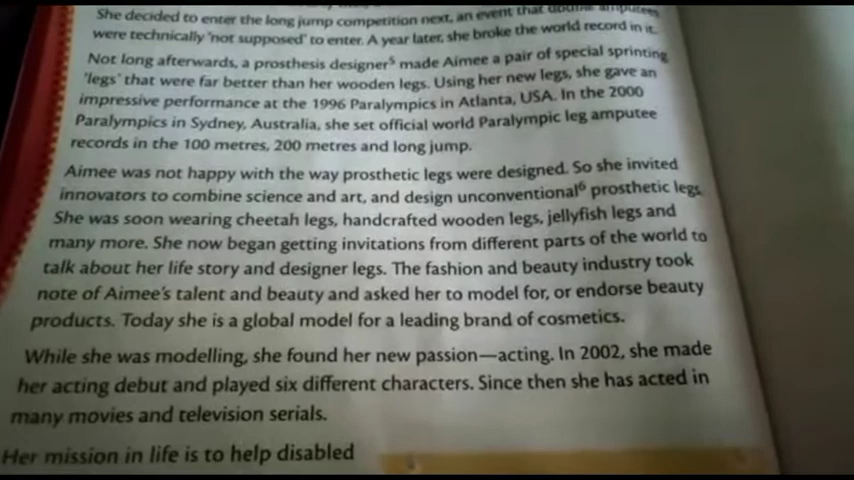 She decided to enter the long jump competition next, an event that double amputees
were technically 'not supposed' to enter. A year later, she broke the world record in it.
Not long afterwards, a prosthesis designer⁵ made Aimee a pair of special sprinting
'legs' that were far better than her wooden legs. Using her new legs, she gave an
impressive performance at the 1996 Paralympics in Atlanta, USA. In the 2000
Paralympics in Sydney, Australia, she set official world Paralympic leg amputee
records in the 100 metres, 200 metres and long jump.
Aimee was not happy with the way prosthetic legs were designed. So she invited
innovators to combine science and art, and design unconventional⁶ prosthetic legs.
She was soon wearing cheetah legs, handcrafted wooden legs, jellyfish legs and
many more. She now began getting invitations from different parts of the world to
talk about her life story and designer legs. The fashion and beauty industry took
note of Aimee's talent and beauty and asked her to model for, or endorse beauty
products. Today she is a global model for a leading brand of cosmetics.
While she was modelling, she found her new passion—acting. In 2002, she made
her acting debut and played six different characters. Since then she has acted in
many movies and television serials.
Her mission in life is to help disabled